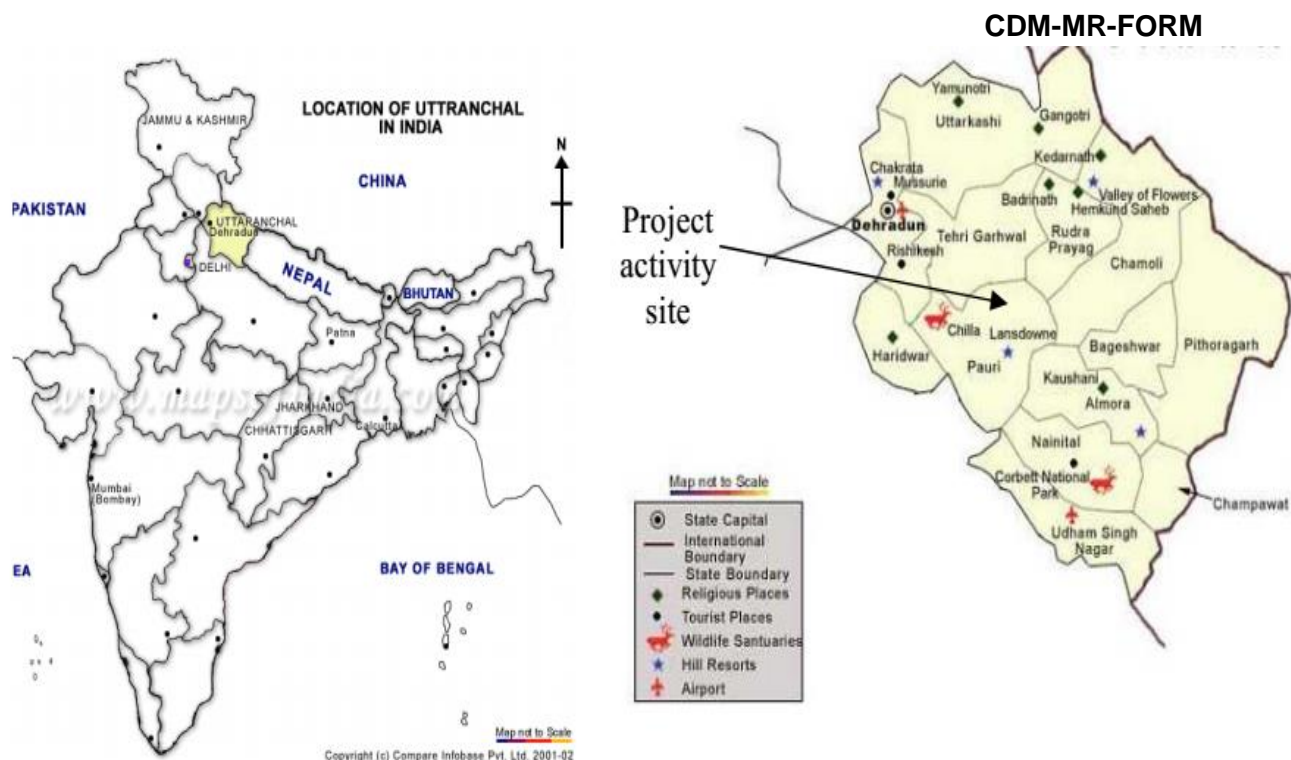 CDM-MR-FORM
LOCATION OF UTTRANCHAL
IN INDIA
N
JAMMU & KASHMIR
CHINA
PAKISTAN
UTTARANCHAL
Dehradun
DELHI
NEPAL
BHUTAN
Patna
www.maps
.com
JHARKHAND
CHHATTISGARH
Calcutta
Mumbai
(Bombay)
EA
BAY OF BENGAL
Map not to Scale
Copyright (c) Compare Infobase Pvt. Ltd. 2001-02
Project
activity
site
Yamunotri
Uttarkashi
Gangotri
Kedarnath
Chakrata
Mussurie
Badrinath
Valley of Flowers
Hemkund Saheb
Dehradun
Tehri Garhwal
Rudra
Prayag
Rishikesh
Chamoli
Chilla
Lansdowne
Haridwar
Pauri
Bageshwar
Pithoragarh
Kaushani
Almora
Nainital
Corbett National
Park
Champawat
Udham Singh
Nagar
Map not to Scale
State Capital
International
Boundary
State Boundary
Religious Places
Tourist Places
Wildlife Santuaries
Hill Resorts
Airport